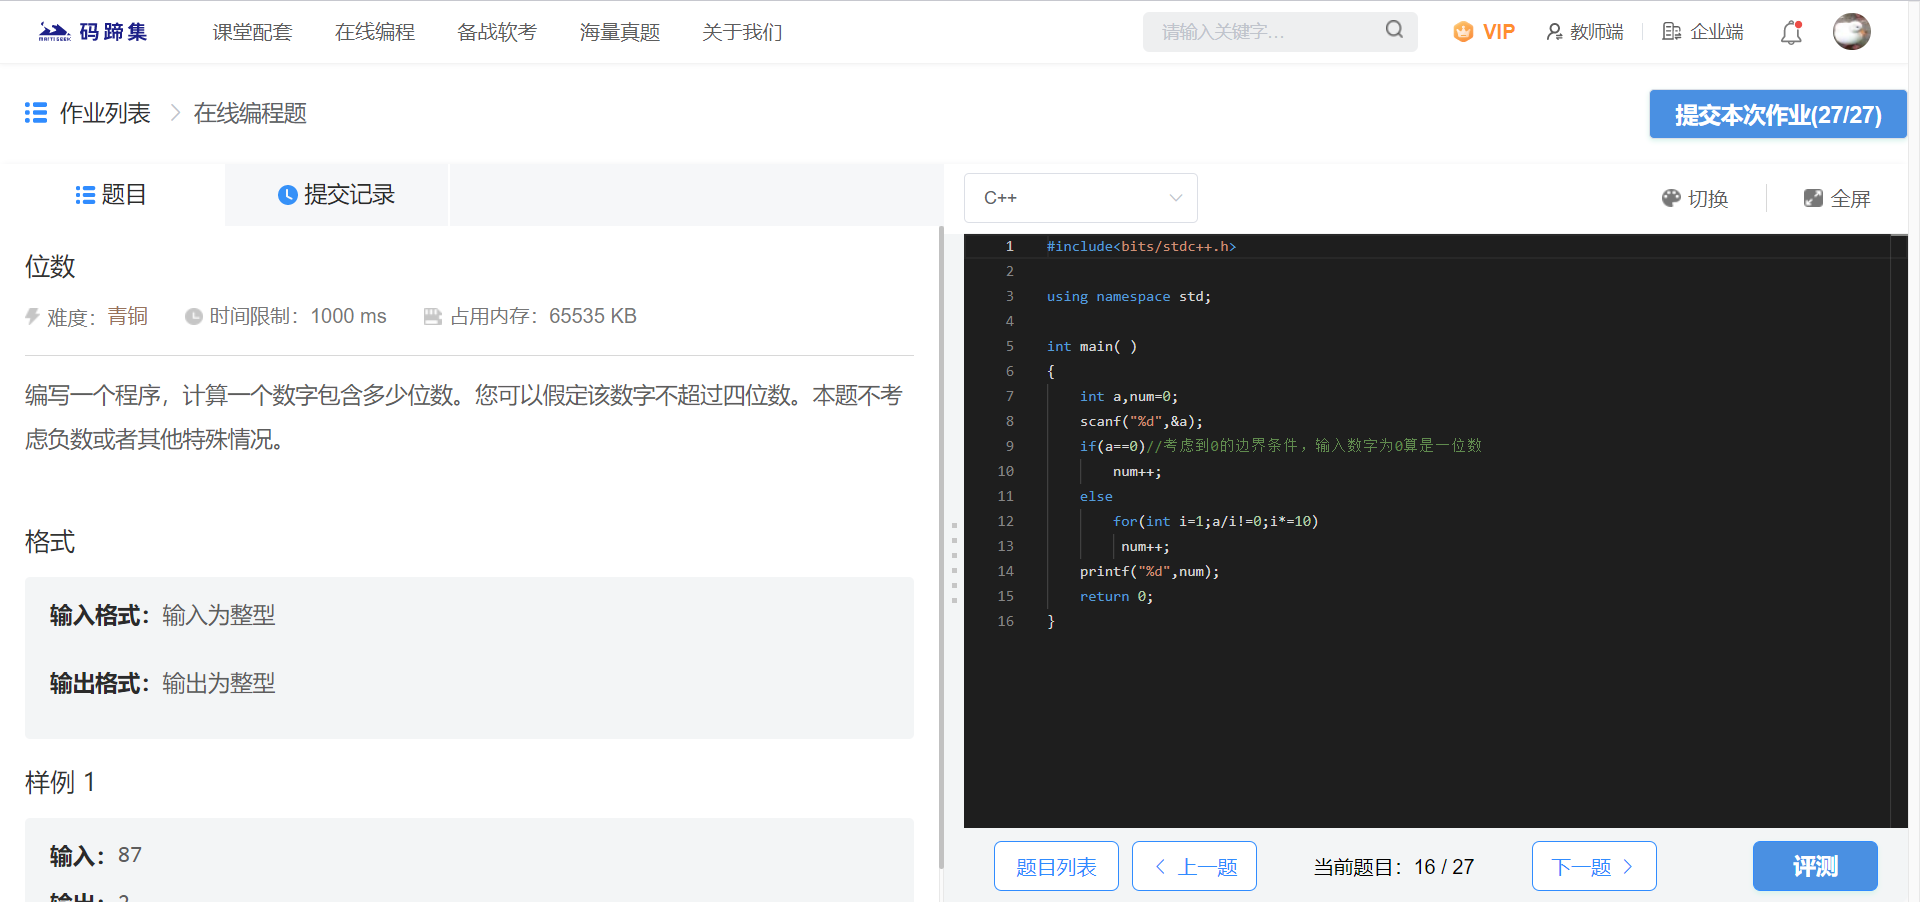 MAITI GEEK 码蹄集 课堂配套 在线编程 备战软考 海量真题 关于我们 请输入关键字... VIP 教师端 企业端
作业列表 > 在线编程题 提交本次作业(27/27)
题目 提交记录
位数
难度：青铜 时间限制：1000 ms 占用内存：65535 KB
编写一个程序，计算一个数字包含多少位数。您可以假定该数字不超过四位数。本题不考
虑负数或者其他特殊情况。
格式
输入格式：输入为整型
输出格式：输出为整型
样例 1
输入：87
输出：2
C++ 切换 全屏
1 #include<bits/stdc++.h>
2
3 using namespace std;
4
5 int main( )
6 {
7 int a,num=0;
8 scanf("%d",&a);
9 if(a==0)//考虑到0的边界条件，输入数字为0算是一位数
10 num++;
11 else
12 for(int i=1;a/i!=0;i*=10)
13 num++;
14 printf("%d",num);
15 return 0;
16 }
题目列表 < 上一题 当前题目：16 / 27 下一题 > 评测